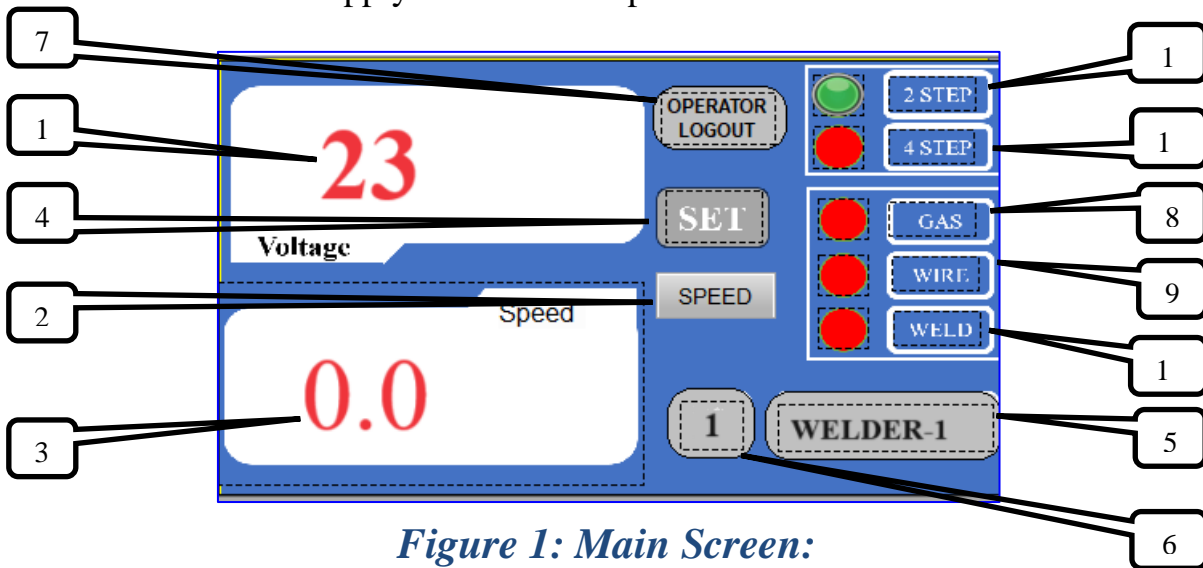 7
1
OPERATOR
LOGOUT
2 STEP
1
23
4 STEP
1
4
SET
GAS
8
Voltage
WIRE
9
2
SPEED
Speed
WELD
1
0.0
3
1
WELDER-1
5
Figure 1: Main Screen:
6